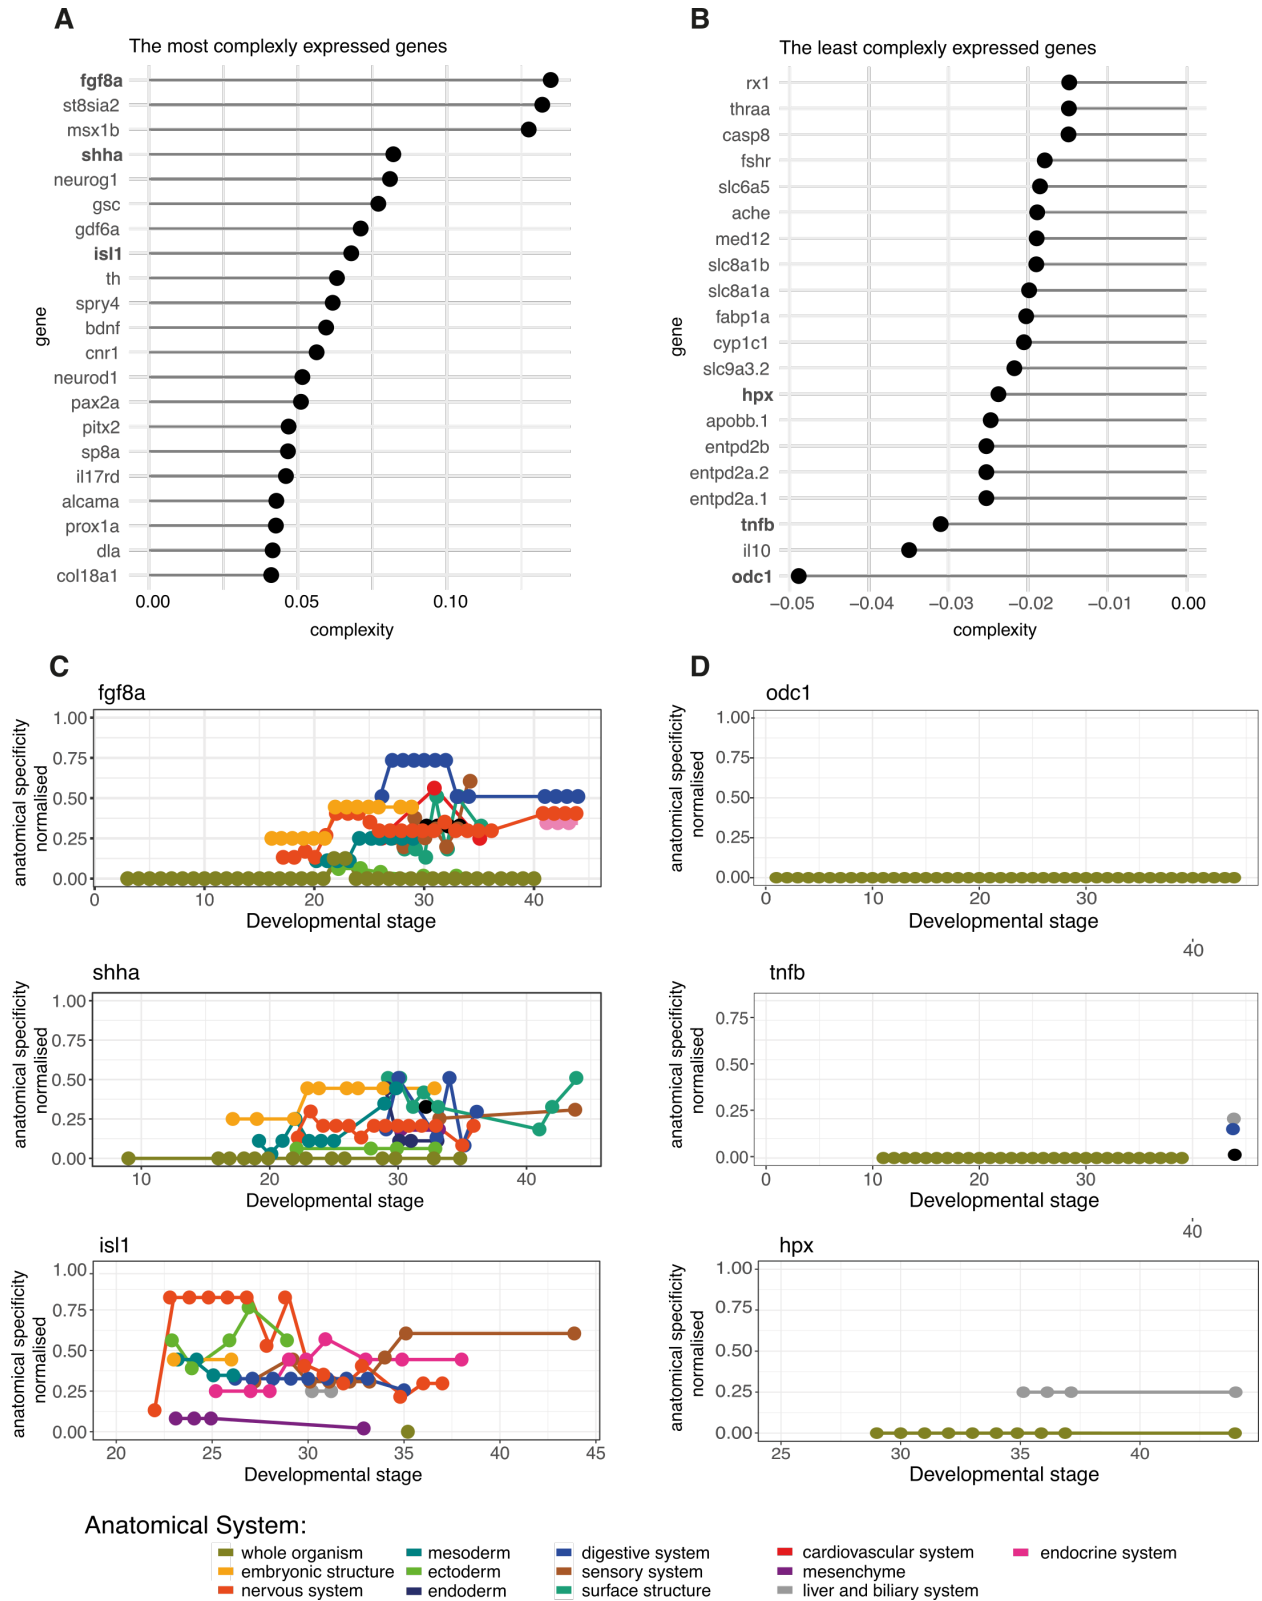 A
The most complexly expressed genes
fgf8a
st8sia2
msx1b
shha
neurog1
gsc
gdf6a
isl1
th
spry4
bdnf
cnr1
neurod1
pax2a
pitx2
sp8a
il17rd
alcama
prox1a
dla
col18a1
gene
0.00 0.05 0.10
complexity
B
The least complexly expressed genes
rx1
thraa
casp8
fshr
slc6a5
ache
med12
slc8a1b
slc8a1a
fabp1a
cyp1c1
slc9a3.2
hpx
apobb.1
entpd2b
entpd2a.2
entpd2a.1
tnfb
il10
odc1
gene
−0.05 −0.04 −0.03 −0.02 −0.01 0.00
complexity
C
fgf8a
anatomical specificity
normalised
1.00
0.75
0.50
0.25
0.00
0 10 20 30 40
Developmental stage
shha
anatomical specificity
normalised
1.00
0.75
0.50
0.25
0.00
10 20 30 40
Developmental stage
isl1
anatomical specificity
normalised
1.00
0.75
0.50
0.25
0.00
20 25 30 35 40 45
Developmental stage
D
odc1
anatomical specificity
normalised
1.00
0.75
0.50
0.25
0.00
0 10 20 30
Developmental stage
40
tnfb
anatomical specificity
normalised
0.75
0.50
0.25
0.00
0 10 20 30
Developmental stage
40
hpx
anatomical specificity
normalised
1.00
0.75
0.50
0.25
0.00
25 30 35 40
Developmental stage
Anatomical System:
whole organism mesoderm digestive system cardiovascular system endocrine system
embryonic structure ectoderm sensory system mesenchyme
nervous system endoderm surface structure liver and biliary system